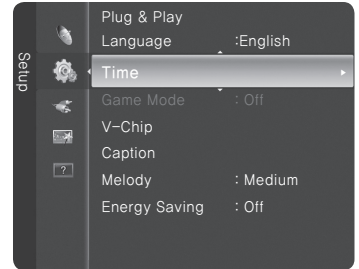 Setup
Plug & Play
Language :English
Time
Game Mode : Off
V-Chip
Caption
Melody : Medium
Energy Saving : Off
?